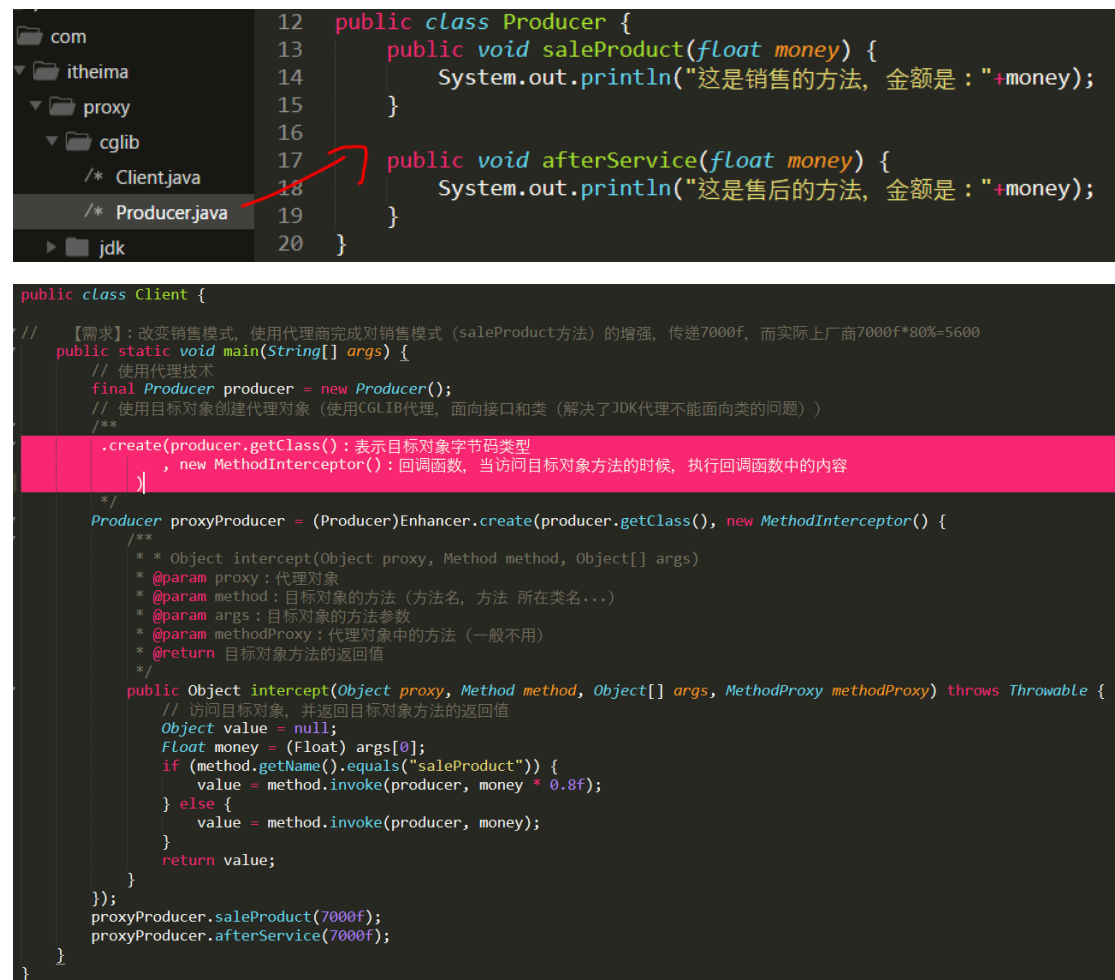 com
itheima
proxy
cglib
/* Client.java
/* Producer.java
jdk
12 public class Producer {
13 public void saleProduct(float money) {
14 System.out.println("这是销售的方法，金额是："+money);
15 }
16
17 public void afterService(float money) {
18 System.out.println("这是售后的方法，金额是："+money);
19 }
20 }
public class Client {
// 【需求】：改变销售模式，使用代理商完成对销售模式（saleProduct方法）的增强，传递7000f，而实际上厂商7000f*80%=5600
public static void main(String[] args) {
// 使用代理技术
final Producer producer = new Producer();
// 使用目标对象创建代理对象（使用CGLIB代理，面向接口和类（解决了JDK代理不能面向类的问题））
/**
.create(producer.getClass()：表示目标对象字节码类型
, new MethodInterceptor()：回调函数，当访问目标对象方法的时候，执行回调函数中的内容
)
*/
Producer proxyProducer = (Producer)Enhancer.create(producer.getClass(), new MethodInterceptor() {
/**
* * Object intercept(Object proxy, Method method, Object[] args)
* @param proxy：代理对象
* @param method：目标对象的方法（方法名，方法 所在类名...）
* @param args：目标对象的方法参数
* @param methodProxy：代理对象中的方法（一般不用）
* @return 目标对象方法的返回值
*/
public Object intercept(Object proxy, Method method, Object[] args, MethodProxy methodProxy) throws Throwable {
// 访问目标对象，并返回目标对象方法的返回值
Object value = null;
Float money = (Float) args[0];
if (method.getName().equals("saleProduct")) {
value = method.invoke(producer, money * 0.8f);
} else {
value = method.invoke(producer, money);
}
return value;
}
});
proxyProducer.saleProduct(7000f);
proxyProducer.afterService(7000f);
}
}